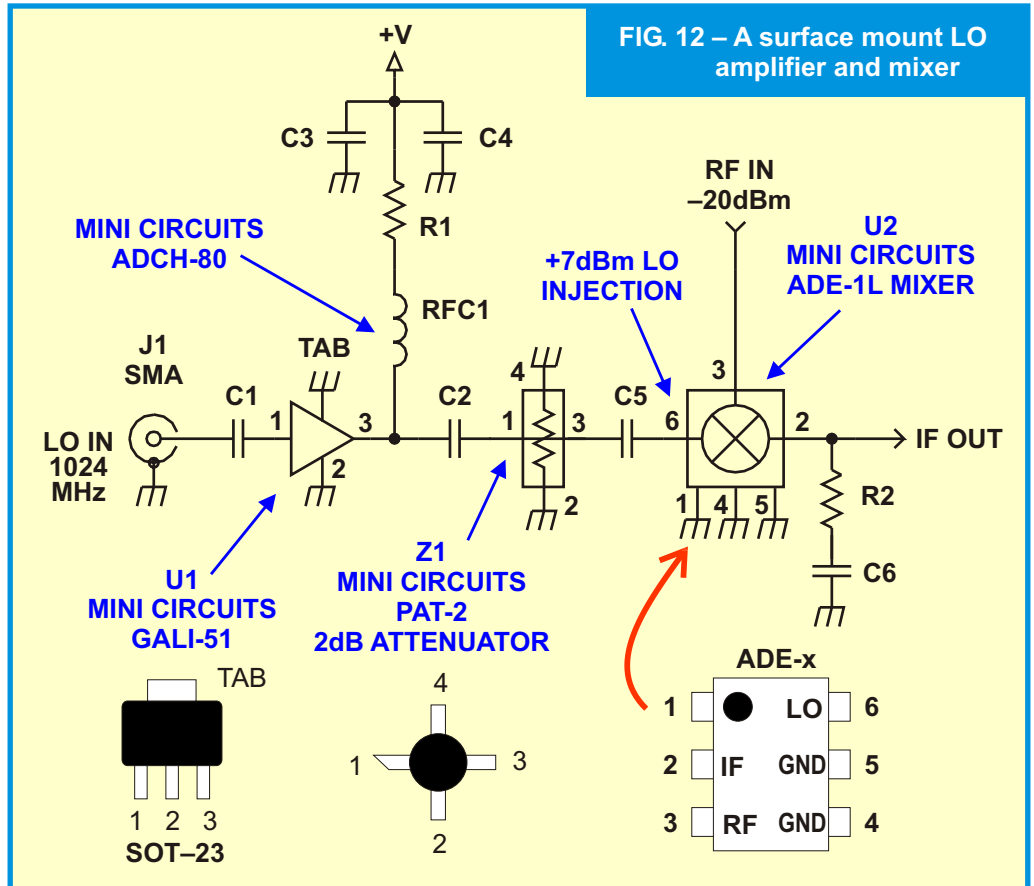 FIG. 12 – A surface mount LO
amplifier and mixer
+V
C3
C4
R1
MINI CIRCUITS
ADCH-80
RFC1
+7dBm LO
INJECTION
RF IN
–20dBm
U2
MINI CIRCUITS
ADE-1L MIXER
J1
SMA
LO IN
1024
MHz
C1
TAB
1
3
2
C2
4
1
3
2
C5
6
3
2
1
4
5
IF OUT
R2
C6
U1
MINI CIRCUITS
GALI-51
Z1
MINI CIRCUITS
PAT-2
2dB ATTENUATOR
TAB
1 2 3
SOT–23
4
1
3
2
ADE-x
1
LO
6
2
IF
GND
5
3
RF
GND
4